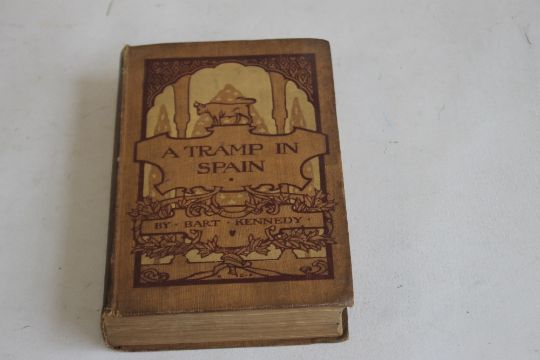 A TRAMP IN
SPAIN
BY · BART · KENNEDY ·